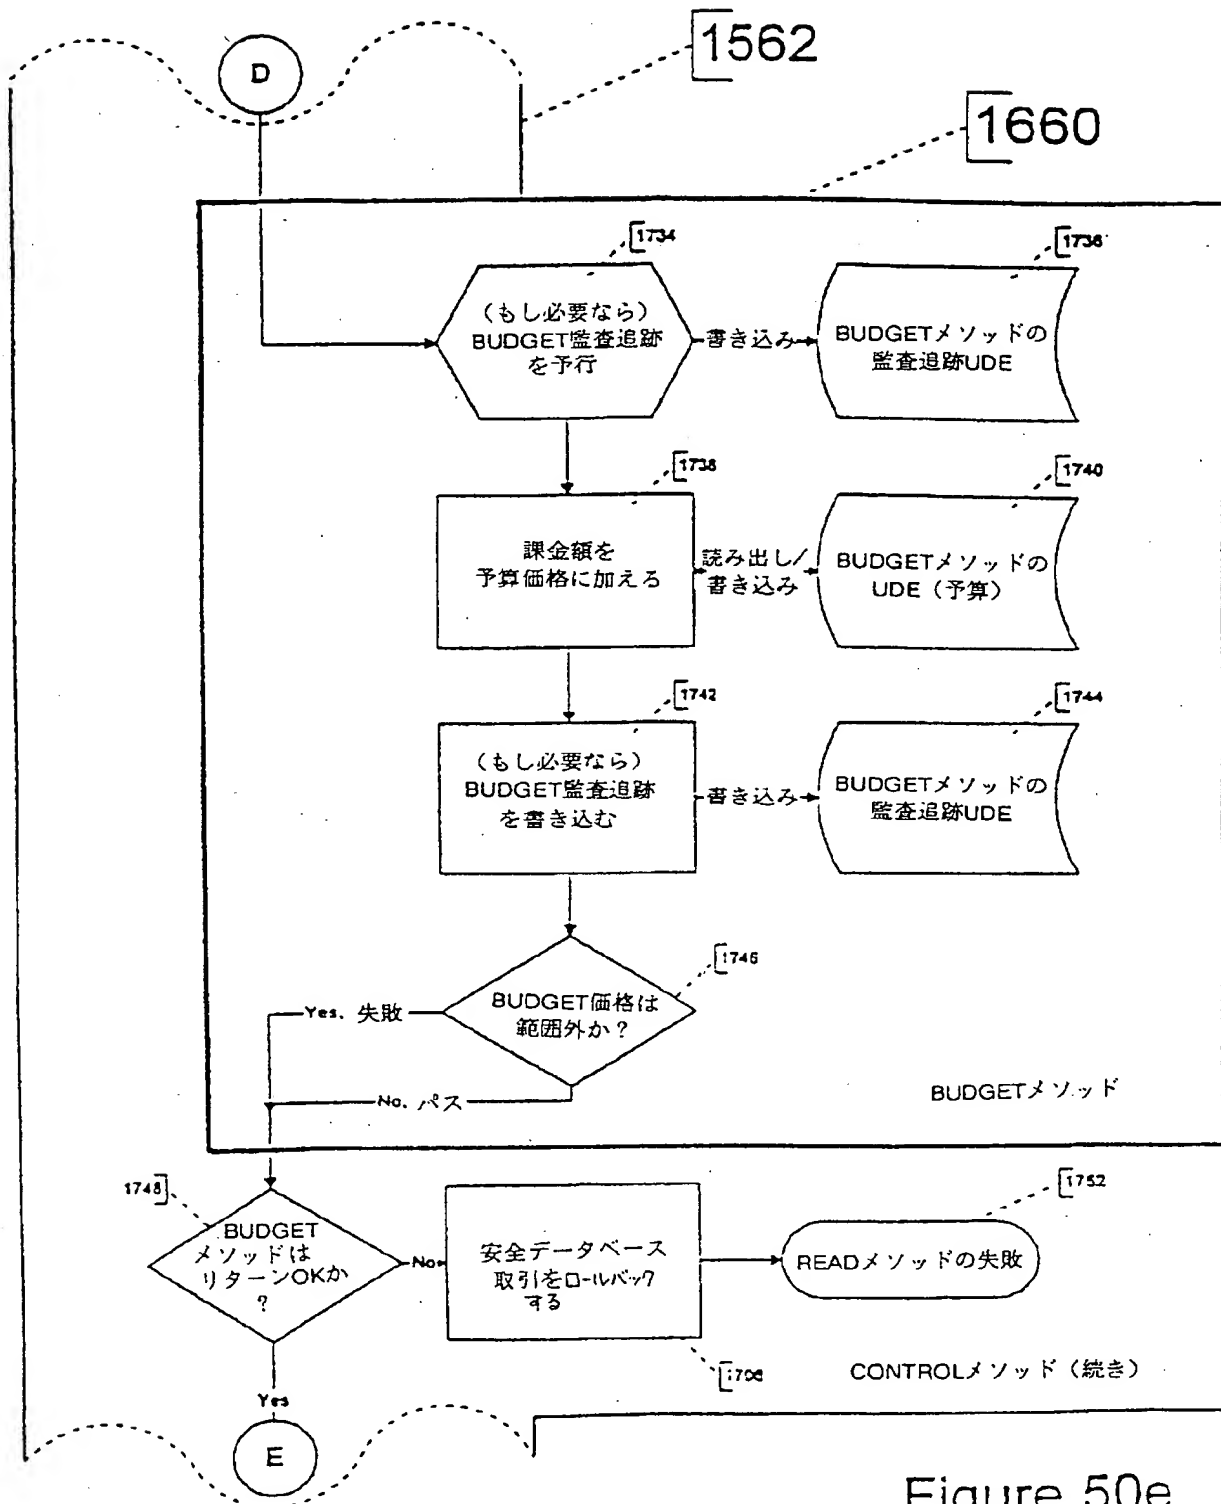 1562
D
1660
1734
1736
(もし必要なら)
BUDGET監査追跡
を予行
書き込み
BUDGETメソッドの
監査追跡UDE
1738
1740
課金額を
予算価格に加える
読み出し/
書き込み
BUDGETメソッドの
UDE(予算)
1742
1744
(もし必要なら)
BUDGET監査追跡
を書き込む
書き込み
BUDGETメソッドの
監査追跡UDE
1746
BUDGET価格は
範囲外か?
Yes. 失敗
No. パス
BUDGETメソッド
1748
1752
BUDGET
メソッドは
リターンOKか
?
No
安全データベース
取引をロールバック
する
READメソッドの失敗
CONTROLメソッド(続き)
Yes
E
Figure 50e